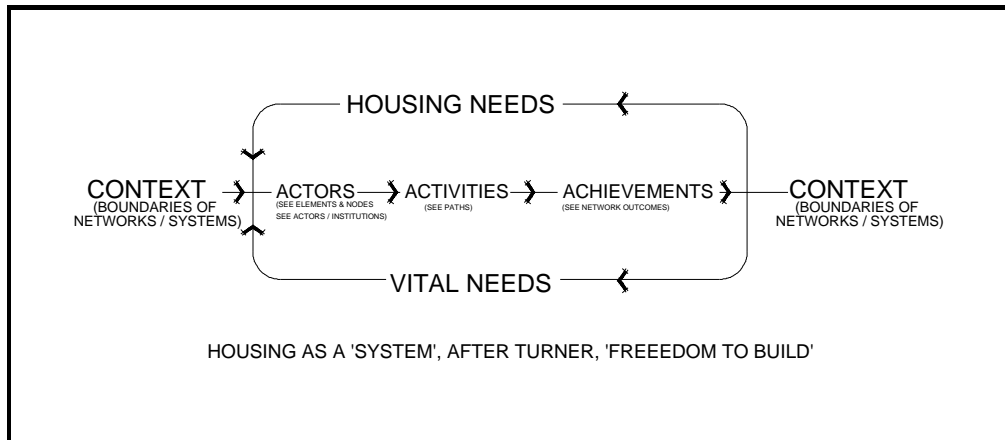 HOUSING NEEDS
CONTEXT
(BOUNDARIES OF
NETWORKS / SYSTEMS)
ACTORS
(SEE ELEMENTS & NODES
SEE ACTORS / INSTITUTIONS)
ACTIVITIES
(SEE PATHS)
ACHIEVEMENTS
(SEE NETWORK OUTCOMES)
CONTEXT
(BOUNDARIES OF
NETWORKS / SYSTEMS)
VITAL NEEDS
HOUSING AS A 'SYSTEM', AFTER TURNER, 'FREEEDOM TO BUILD'